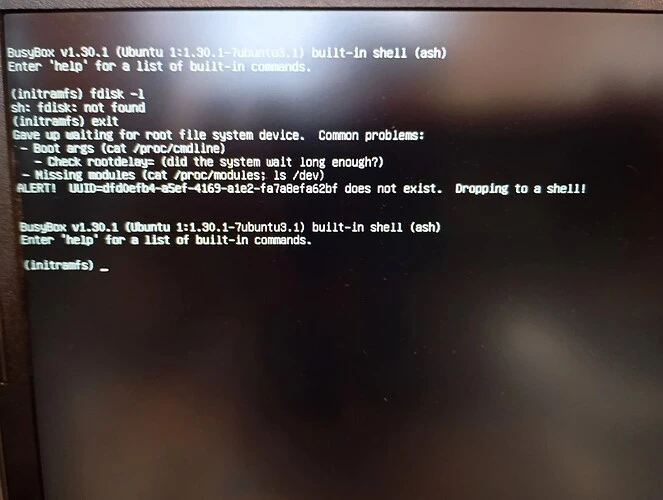 BusyBox v1.30.1 (Ubuntu 1:1.30.1-7ubuntu3.1) built-in shell (ash)
Enter 'help' for a list of built-in commands.
(initramfs) fdisk -l
sh: fdisk: not found
(initramfs) exit
Gave up waiting for root file system device.  Common problems:
- Boot args (cat /proc/cmdline)
- Check rootdelay= (did the system wait long enough?)
- Missing modules (cat /proc/modules; ls /dev)
ALERT!  UUID=dfd0efb4-a5ef-4169-a1e2-fa7a8efa62bf does not exist.  Dropping to a shell!
BusyBox v1.30.1 (Ubuntu 1:1.30.1-7ubuntu3.1) built-in shell (ash)
Enter 'help' for a list of built-in commands.
(initramfs) _